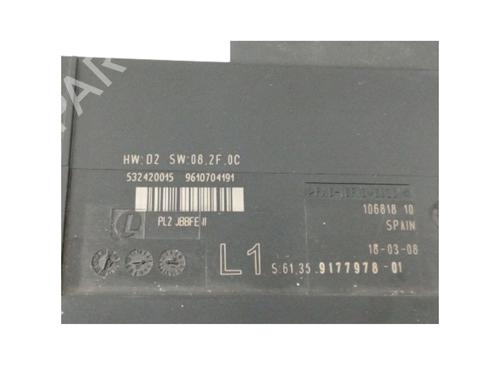 HW:D2 SW:08.2F.0C
532420015 9610704191
PL2 JBBFE II
106818 10
SPAIN
18-03-08
L1 S.61.35.9177978-01